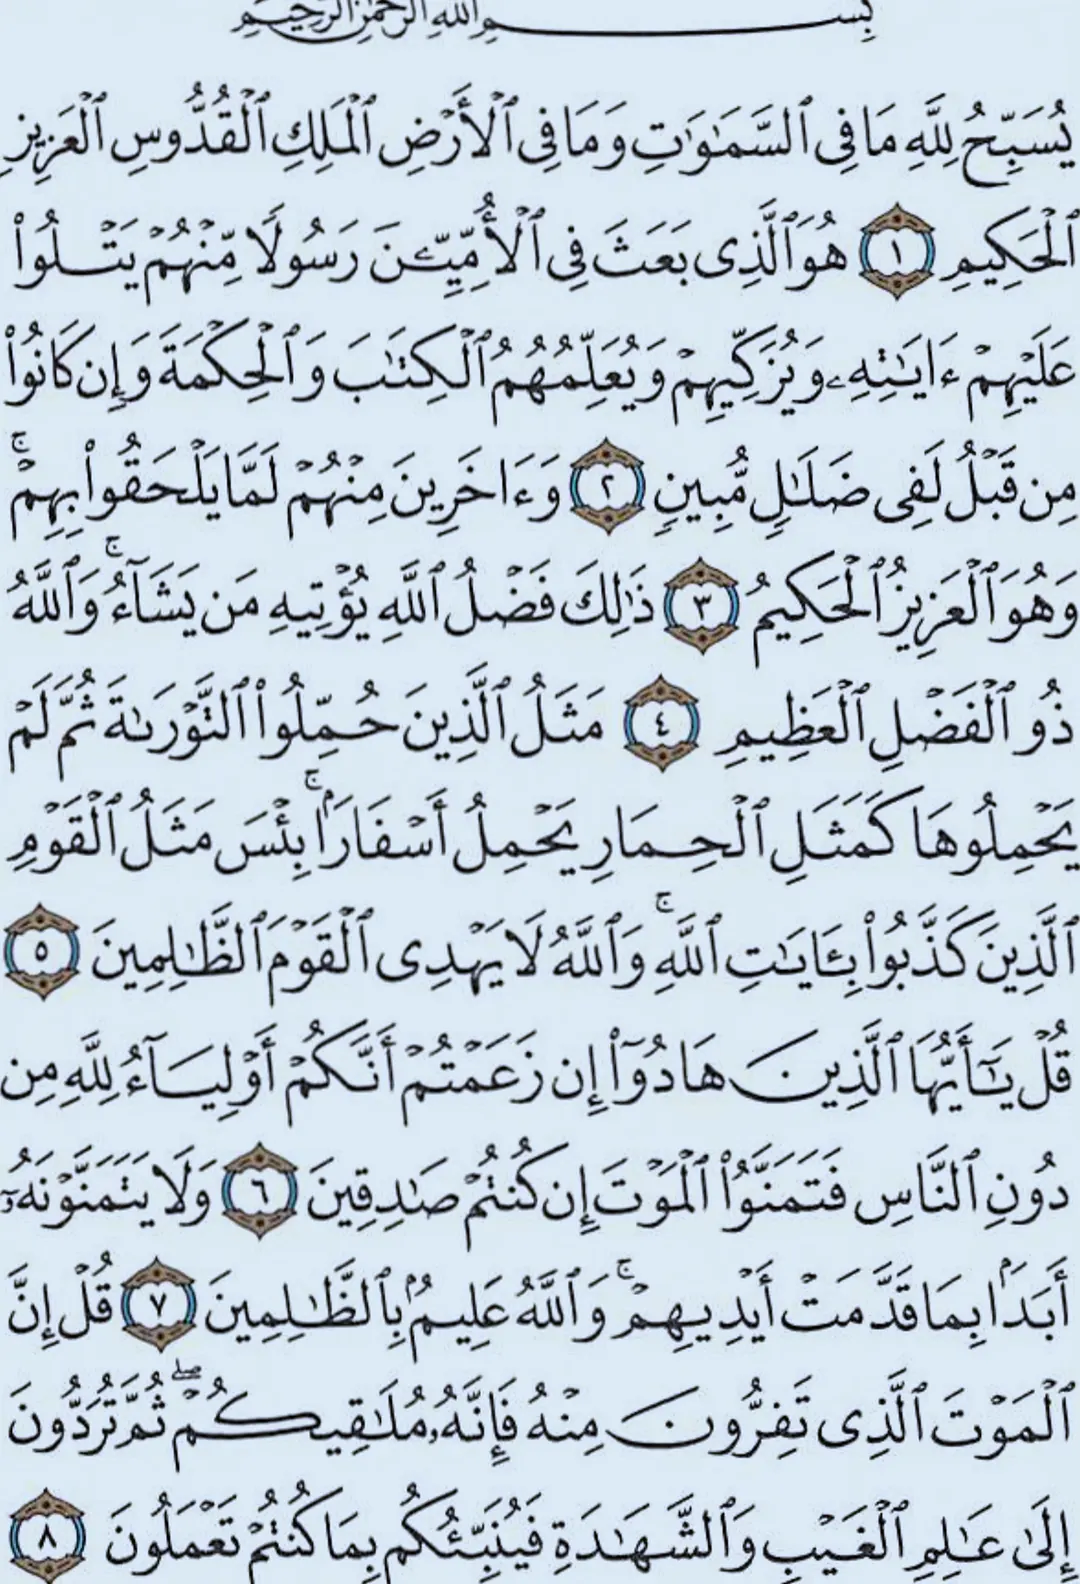 بِسْمِ ٱللَّهِ ٱلرَّحْمَٰنِ ٱلرَّحِيمِ
يُسَبِّحُ لِلَّهِ مَا فِى ٱلسَّمَٰوَٰتِ وَمَا فِى ٱلْأَرْضِ ٱلْمَلِكِ ٱلْقُدُّوسِ ٱلْعَزِيزِ
ٱلْحَكِيمِ ١ هُوَ ٱلَّذِى بَعَثَ فِى ٱلْأُمِّيِّـۧنَ رَسُولًا مِّنْهُمْ يَتْلُوا۟
عَلَيْهِمْ ءَايَٰتِهِۦ وَيُزَكِّيهِمْ وَيُعَلِّمُهُمُ ٱلْكِتَٰبَ وَٱلْحِكْمَةَ وَإِن كَانُوا۟
مِن قَبْلُ لَفِى ضَلَٰلٍ مُّبِينٍ ٢ وَءَاخَرِينَ مِنْهُمْ لَمَّا يَلْحَقُوا۟ بِهِمْ ۚ
وَهُوَ ٱلْعَزِيزُ ٱلْحَكِيمُ ٣ ذَٰلِكَ فَضْلُ ٱللَّهِ يُؤْتِيهِ مَن يَشَآءُ ۚ وَٱللَّهُ
ذُو ٱلْفَضْلِ ٱلْعَظِيمِ ٤ مَثَلُ ٱلَّذِينَ حُمِّلُوا۟ ٱلتَّوْرَىٰةَ ثُمَّ لَمْ
يَحْمِلُوهَا كَمَثَلِ ٱلْحِمَارِ يَحْمِلُ أَسْفَارًۢا ۚ بِئْسَ مَثَلُ ٱلْقَوْمِ
ٱلَّذِينَ كَذَّبُوا۟ بِـَٔايَٰتِ ٱللَّهِ ۚ وَٱللَّهُ لَا يَهْدِى ٱلْقَوْمَ ٱلظَّٰلِمِينَ ٥
قُلْ يَٰٓأَيُّهَا ٱلَّذِينَ هَادُوٓا۟ إِن زَعَمْتُمْ أَنَّكُمْ أَوْلِيَآءُ لِلَّهِ مِن
دُونِ ٱلنَّاسِ فَتَمَنَّوُا۟ ٱلْمَوْتَ إِن كُنتُمْ صَٰدِقِينَ ٦ وَلَا يَتَمَنَّوْنَهُۥٓ
أَبَدًۢا بِمَا قَدَّمَتْ أَيْدِيهِمْ ۚ وَٱللَّهُ عَلِيمٌۢ بِٱلظَّٰلِمِينَ ٧ قُلْ إِنَّ
ٱلْمَوْتَ ٱلَّذِى تَفِرُّونَ مِنْهُ فَإِنَّهُۥ مُلَٰقِيكُمْ ۖ ثُمَّ تُرَدُّونَ
إِلَىٰ عَٰلِمِ ٱلْغَيْبِ وَٱلشَّهَٰدَةِ فَيُنَبِّئُكُم بِمَا كُنتُمْ تَعْمَلُونَ ٨